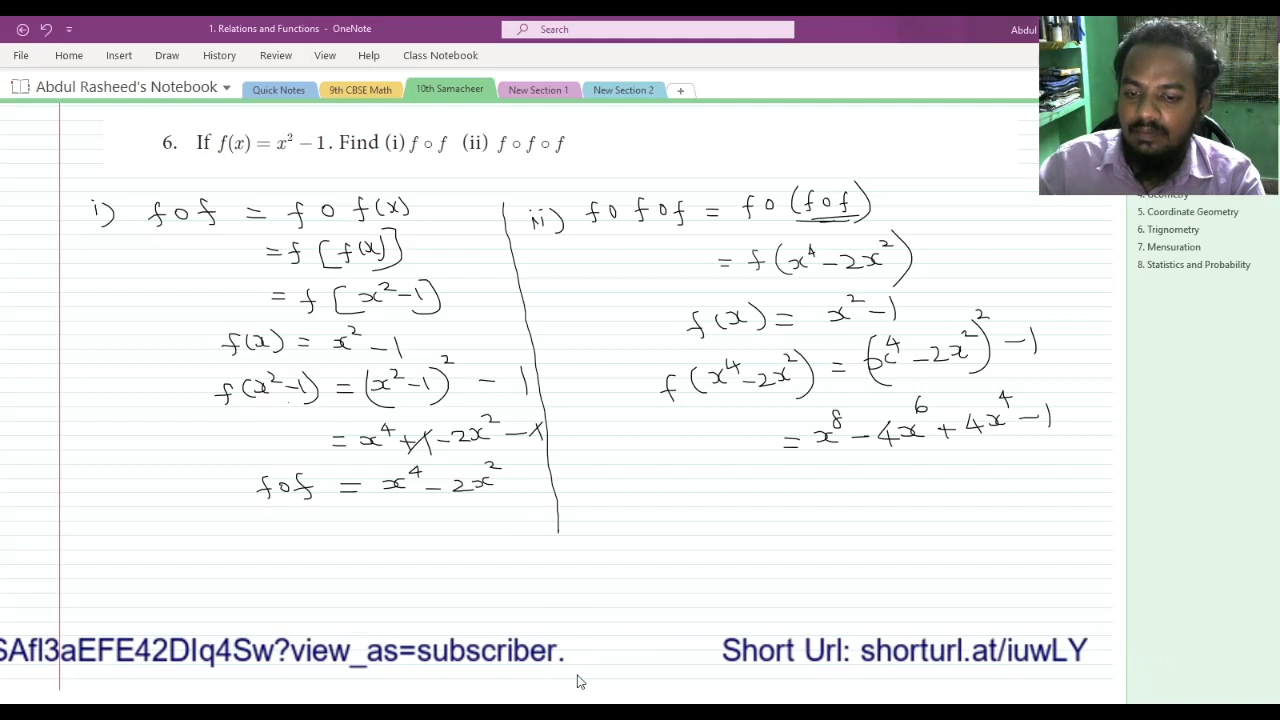 1. Relations and Functions - OneNote
Search
Abdul
File Home Insert Draw History Review View Help Class Notebook
Abdul Rasheed's Notebook
Quick Notes 9th CBSE Math 10th Samacheer New Section 1 New Section 2 +
6. If f(x) = x² − 1. Find (i) f ∘ f (ii) f ∘ f ∘ f
i) f o f = f o f(x)
= f [f(x)]
= f [x² − 1]
f(x) = x² − 1
f(x² − 1) = (x² − 1)² − 1
= x⁴ + 1 − 2x² − 1
f o f = x⁴ − 2x²
ii) f o f o f = f o (f o f)
= f (x⁴ − 2x²)
f(x) = x² − 1
f(x⁴ − 2x²) = (x⁴ − 2x²)² − 1
= x⁸ − 4x⁶ + 4x⁴ − 1
5. Coordinate Geometry
6. Trignometry
7. Mensuration
8. Statistics and Probability
SAfl3aEFE42DIq4Sw?view_as=subscriber.
Short Url: shorturl.at/iuwLY